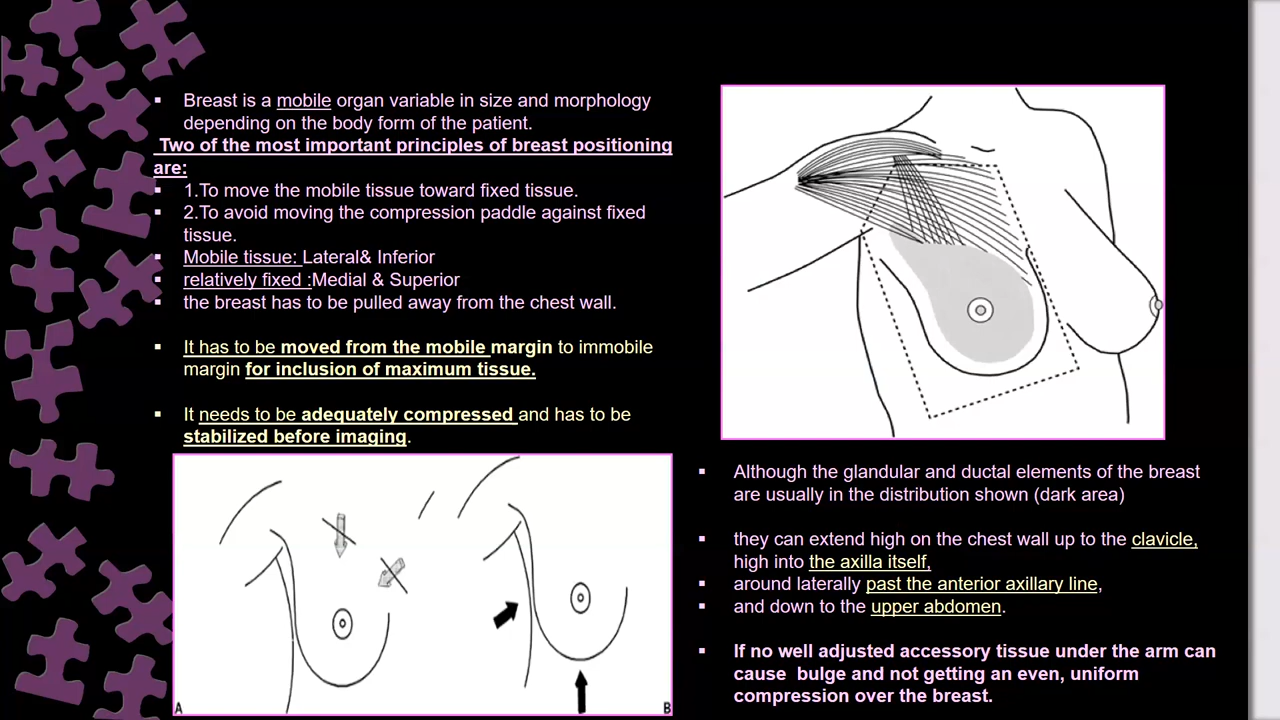 Breast is a mobile organ variable in size and morphology
depending on the body form of the patient.
Two of the most important principles of breast positioning
are:
1.To move the mobile tissue toward fixed tissue.
2.To avoid moving the compression paddle against fixed
tissue.
Mobile tissue: Lateral& Inferior
relatively fixed :Medial & Superior
the breast has to be pulled away from the chest wall.
It has to be moved from the mobile margin to immobile
margin for inclusion of maximum tissue.
It needs to be adequately compressed and has to be
stabilized before imaging.
A
B
Although the glandular and ductal elements of the breast
are usually in the distribution shown (dark area)
they can extend high on the chest wall up to the clavicle,
high into the axilla itself,
around laterally past the anterior axillary line,
and down to the upper abdomen.
If no well adjusted accessory tissue under the arm can
cause bulge and not getting an even, uniform
compression over the breast.